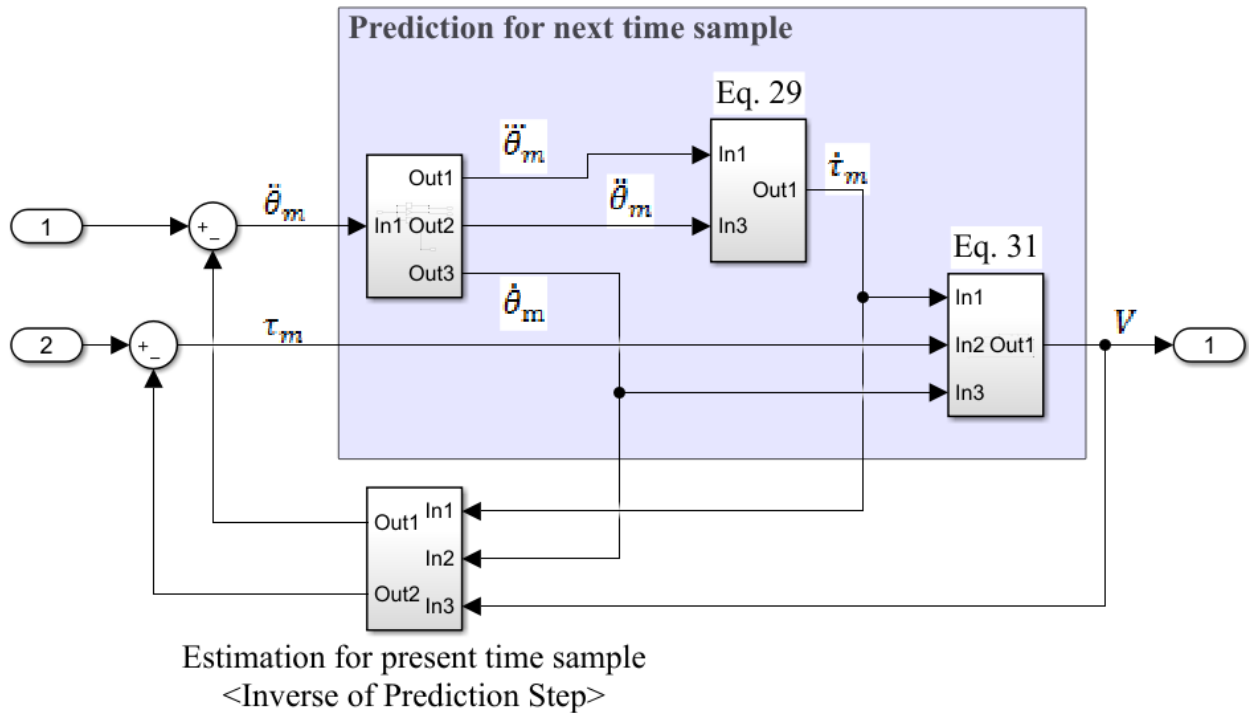 Prediction for next time sample
Eq. 29
θ⃛ₘ
In1
Out1
τ̇ₘ
Out1
θ̈ₘ
θ̈ₘ
1
+
−
In1
Out2
In3
Eq. 31
Out3
θ̇ₘ
In1
V
2
+
−
τₘ
In2
Out1
1
In3
Out1
In1
In2
Out2
In3
Estimation for present time sample
<Inverse of Prediction Step>